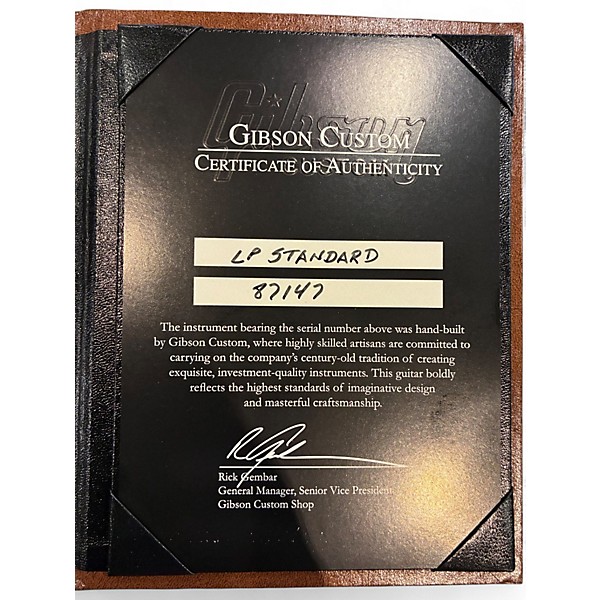 Gibson
GIBSON CUSTOM
CERTIFICATE OF AUTHENTICITY
LP STANDARD
87147
The instrument bearing the serial number above was hand-built
by Gibson Custom, where highly skilled artisans are committed to
carrying on the company's century-old tradition of creating
exquisite, investment-quality instruments. This guitar boldly
reflects the highest standards of imaginative design
and masterful craftsmanship.
Rick Gembar
General Manager, Senior Vice President
Gibson Custom Shop